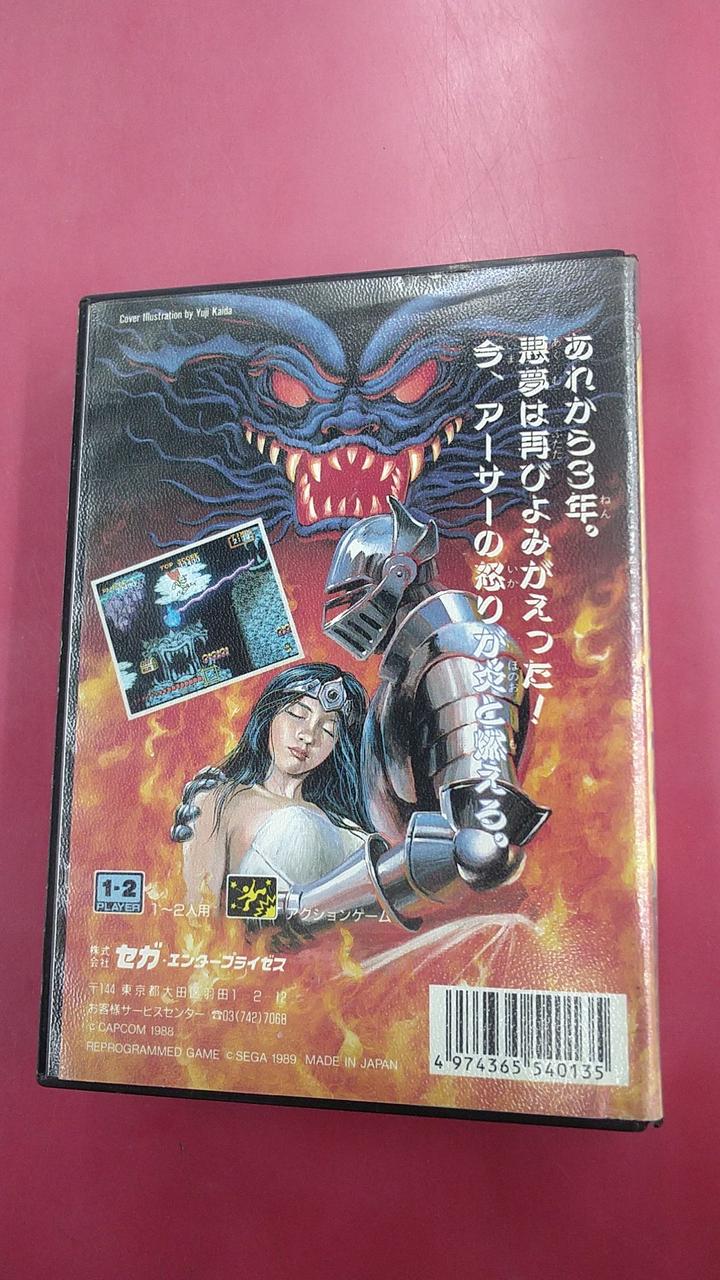 Cover Illustration by Yuji Kaida
あれから3年。
悪夢は再びよみがえった!
今、アーサーの怒りが炎と燃える。
1-2
PLAYER
1〜2人用
アクションゲーム
株式会社 セガ・エンタープライゼス
〒144 東京都大田区羽田1 2 12
お客様サービスセンター ☎03(742)7068
© CAPCOM 1988
REPROGRAMMED GAME © SEGA 1989 MADE IN JAPAN
4 974365 540135